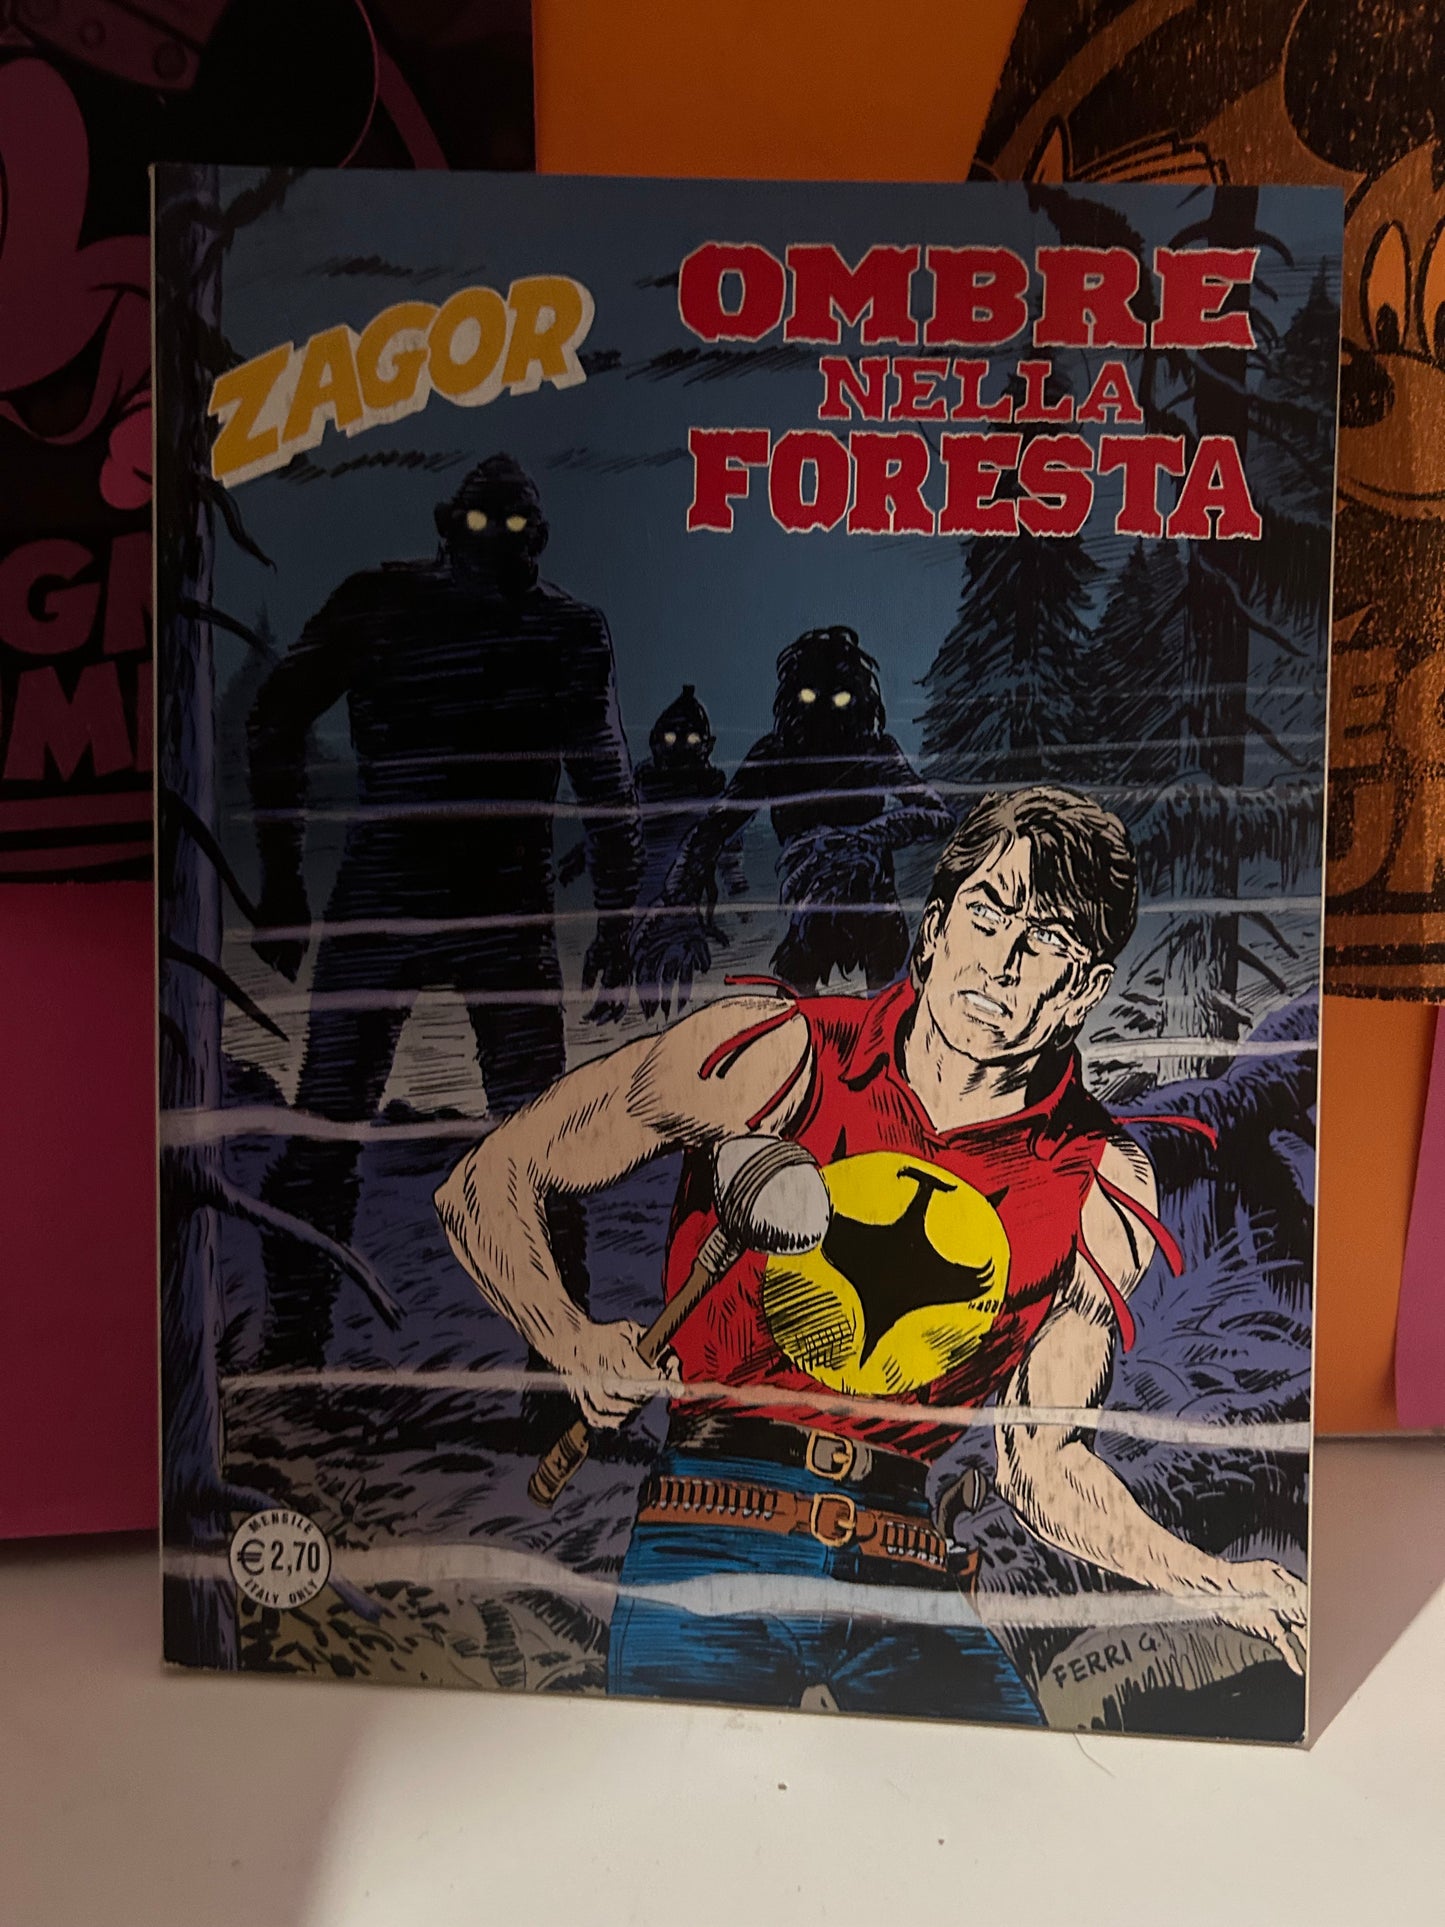 ZAGOR
OMBRE
NELLA
FORESTA
MENSILE
€ 2,70
ITALY ONLY
FERRI G.